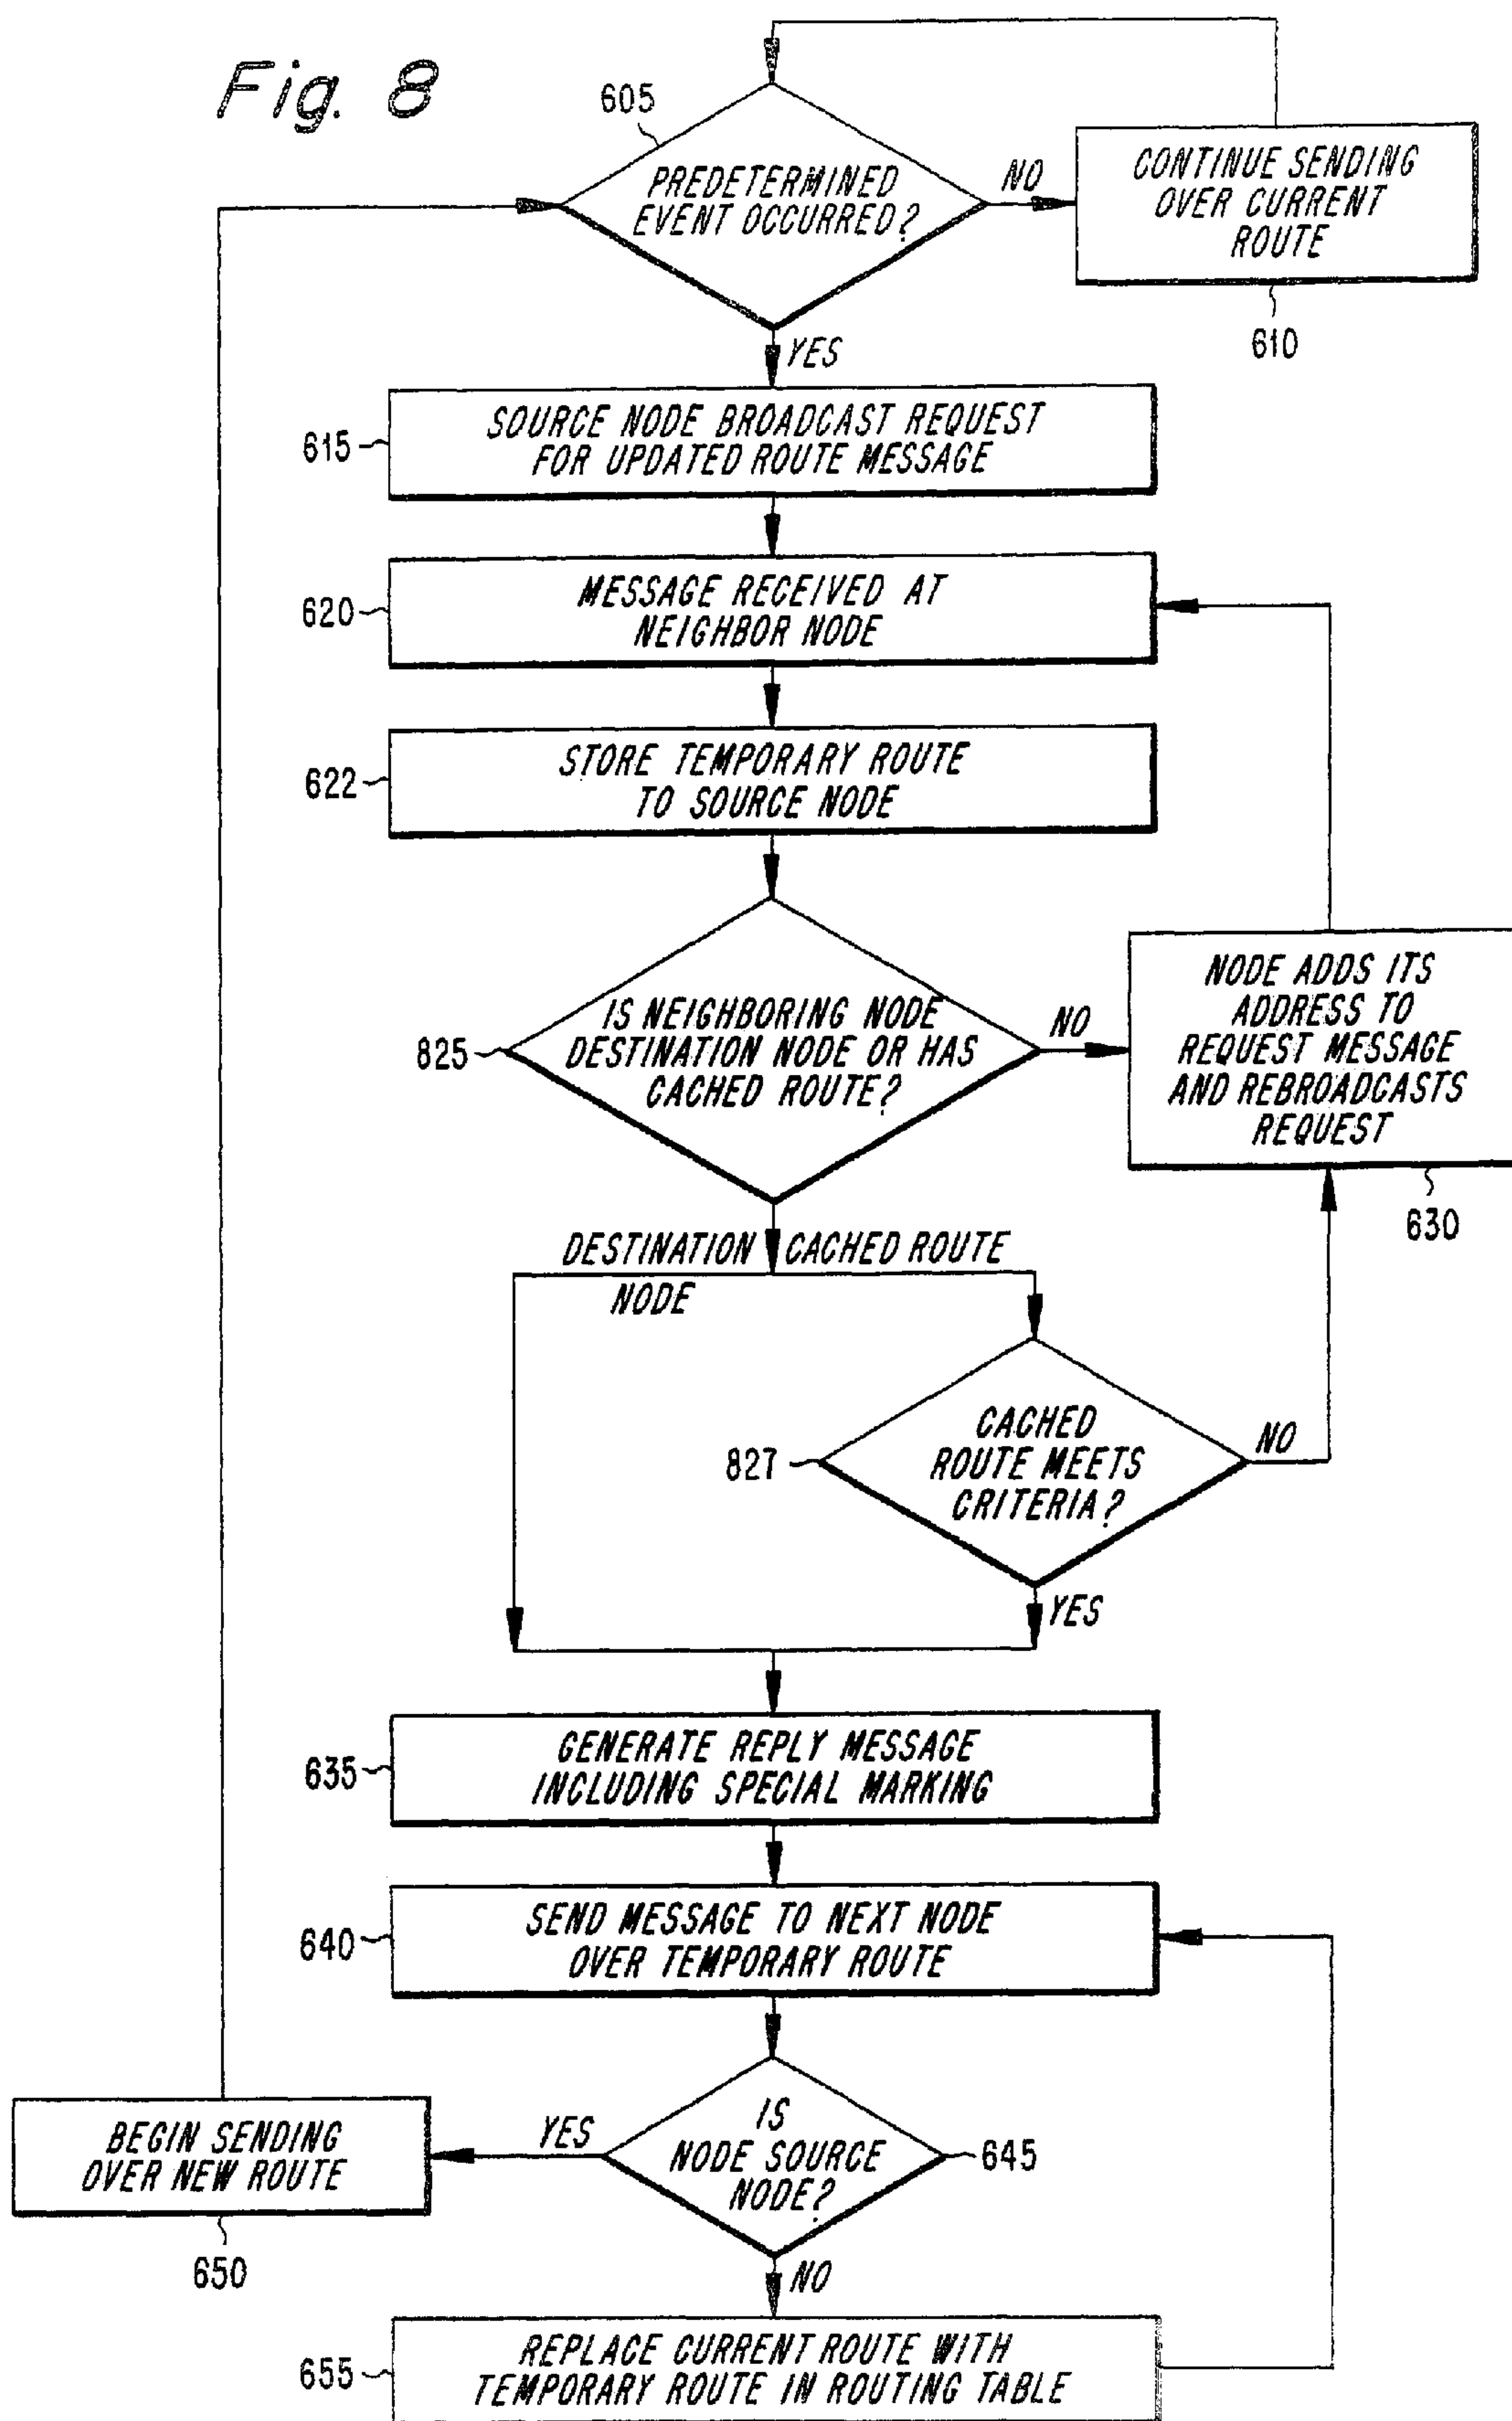 Fig. 8
605
PREDETERMINED
EVENT OCCURRED?
NO
CONTINUE SENDING
OVER CURRENT
ROUTE
610
YES
615
SOURCE NODE BROADCAST REQUEST
FOR UPDATED ROUTE MESSAGE
620
MESSAGE RECEIVED AT
NEIGHBOR NODE
622
STORE TEMPORARY ROUTE
TO SOURCE NODE
825
IS NEIGHBORING NODE
DESTINATION NODE OR HAS
CACHED ROUTE?
NO
NODE ADDS ITS
ADDRESS TO
REQUEST MESSAGE
AND REBROADCASTS
REQUEST
630
DESTINATION
NODE
CACHED ROUTE
827
CACHED
ROUTE MEETS
CRITERIA?
NO
YES
635
GENERATE REPLY MESSAGE
INCLUDING SPECIAL MARKING
640
SEND MESSAGE TO NEXT NODE
OVER TEMPORARY ROUTE
IS
NODE SOURCE
NODE?
645
YES
BEGIN SENDING
OVER NEW ROUTE
650
NO
655
REPLACE CURRENT ROUTE WITH
TEMPORARY ROUTE IN ROUTING TABLE